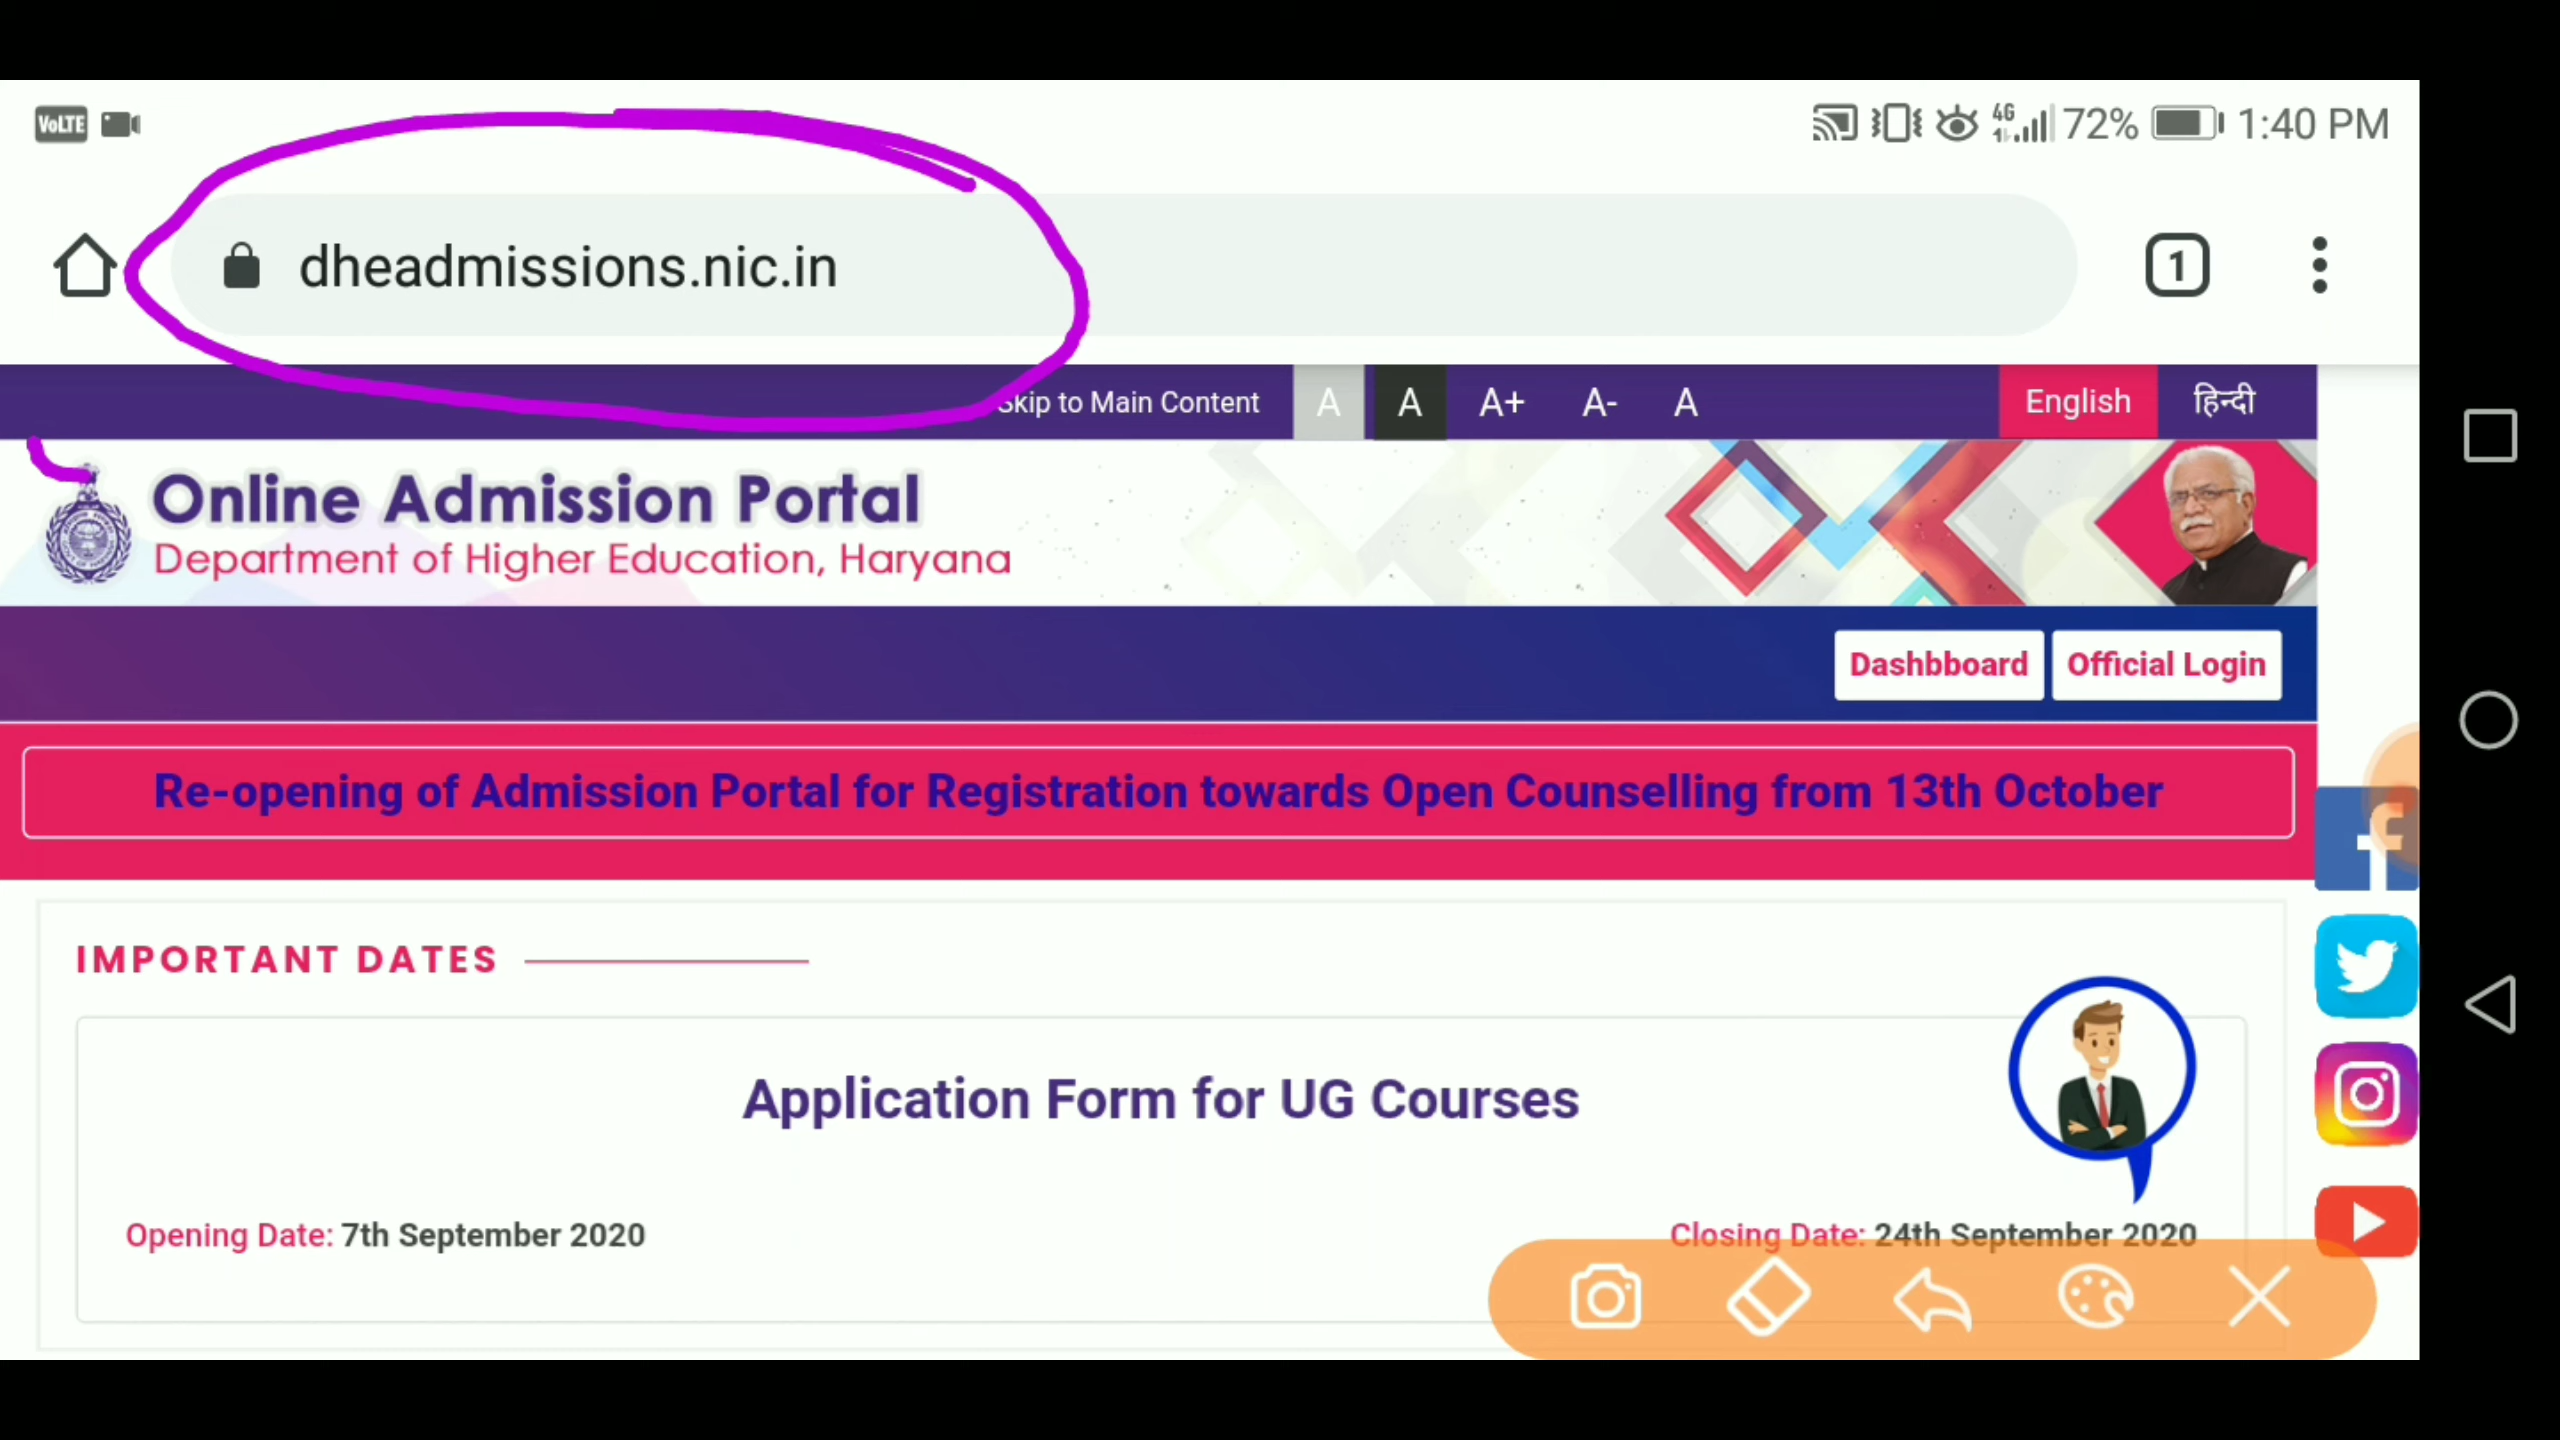 VoLTE 4G 72% 1:40 PM
dheadmissions.nic.in 1
Skip to Main Content A A A+ A- A English हिन्दी
Online Admission Portal
Department of Higher Education, Haryana
Dashbboard Official Login
Re-opening of Admission Portal for Registration towards Open Counselling from 13th October
IMPORTANT DATES
Application Form for UG Courses
Opening Date: 7th September 2020 Closing Date: 24th September 2020